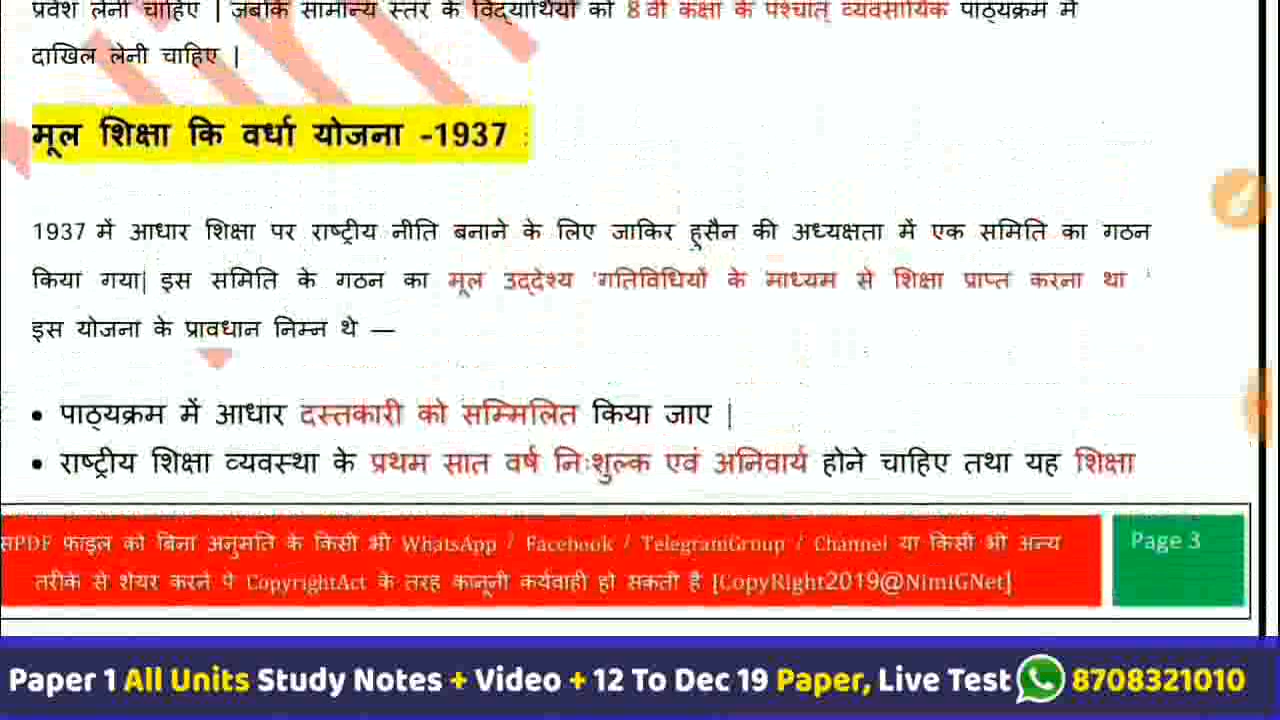 प्रवेश लेनी चाहिए | जबकि सामान्य स्तर के विद्यार्थियों को 8 वी कक्षा के पश्चात् व्यवसायिक पाठ्यक्रम में
दाखिल लेनी चाहिए |
मूल शिक्षा कि वर्धा योजना -1937 :
1937 में आधार शिक्षा पर राष्ट्रीय नीति बनाने के लिए जाकिर हुसैन की अध्यक्षता में एक समिति का गठन
किया गया| इस समिति के गठन का मूल उद्देश्य 'गतिविधियों के माध्यम से शिक्षा प्राप्त करना था '
इस योजना के प्रावधान निम्न थे —
• पाठ्यक्रम में आधार दस्तकारी को सम्मिलित किया जाए |
• राष्ट्रीय शिक्षा व्यवस्था के प्रथम सात वर्ष निःशुल्क एवं अनिवार्य होने चाहिए तथा यह शिक्षा
सPDF फ़ाइल को बिना अनुमति के किसी भी WhatsApp / Facebook / TelegramGroup / Channel या किसी भी अन्य
तरीके से शेयर करने पे CopyrightAct के तरह कानूनी कर्यवाही हो सकती है [CopyRight2019@NimiGNet]
Page 3
Paper 1 All Units Study Notes + Video + 12 To Dec 19 Paper, Live Test 8708321010